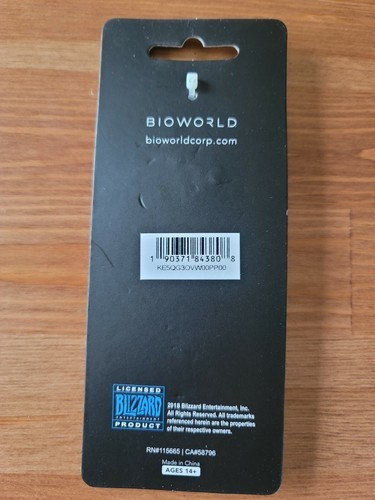 BIOWORLD
bioworldcorp.com
1 90371 84380 8
KE5QG3OVW00PP00
LICENSED
BLIZZARD
ENTERTAINMENT
PRODUCT
2018 Blizzard Entertainment, Inc.
All Rights Reserved. All trademarks
referenced herein are the properties
of their respective owners.
RN#115665 | CA#58796
Made in China
AGES 14+